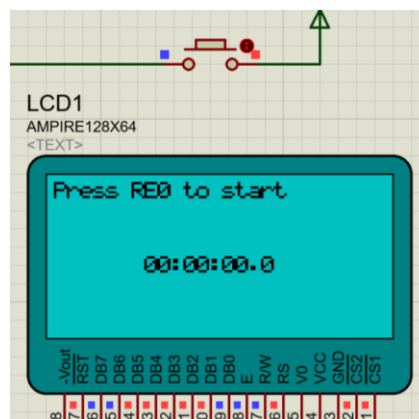 LCD1
AMPIRE128X64
<TEXT>
Press RE0 to start
00:00:00.0
-Vout
RST
DB7
DB6
DB5
DB4
DB3
DB2
DB1
DB0
E
R/W
RS
V0
VCC
GND
CS2
CS1